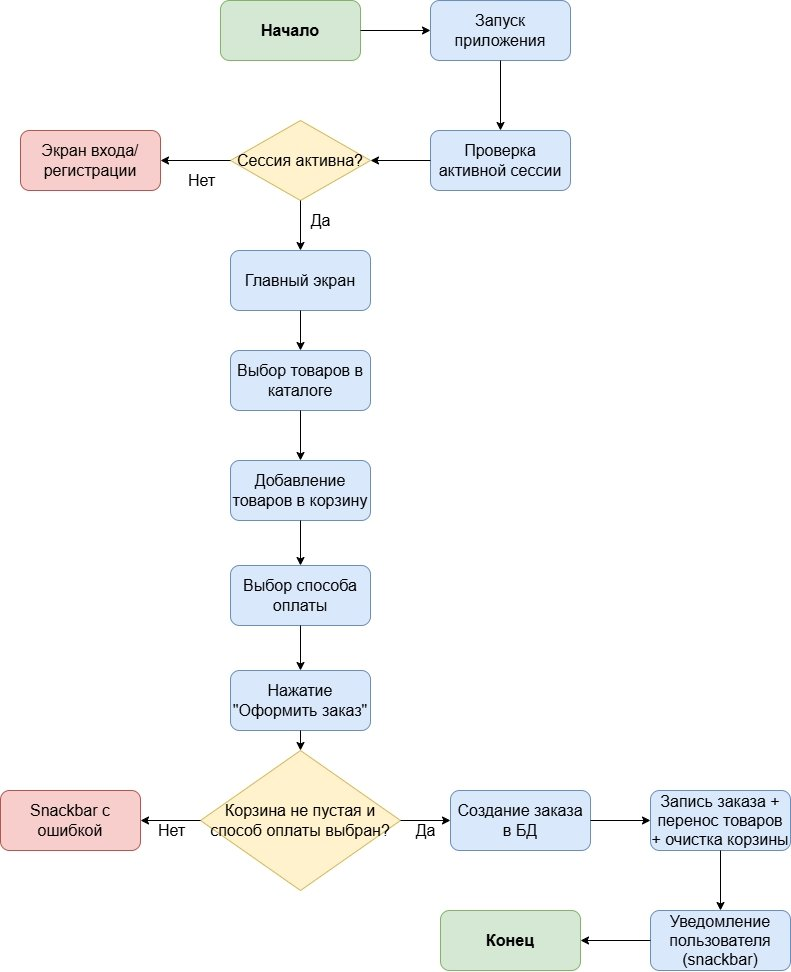 Начало
Запуск
приложения
Экран входа/
регистрации
Нет
Сессия активна?
Проверка
активной сессии
Да
Главный экран
Выбор товаров в
каталоге
Добавление
товаров в корзину
Выбор способа
оплаты
Нажатие
"Оформить заказ"
Snackbar с
ошибкой
Нет
Корзина не пустая и
способ оплаты выбран?
Да
Создание заказа
в БД
Запись заказа +
перенос товаров
+ очистка корзины
Уведомление
пользователя
(snackbar)
Конец